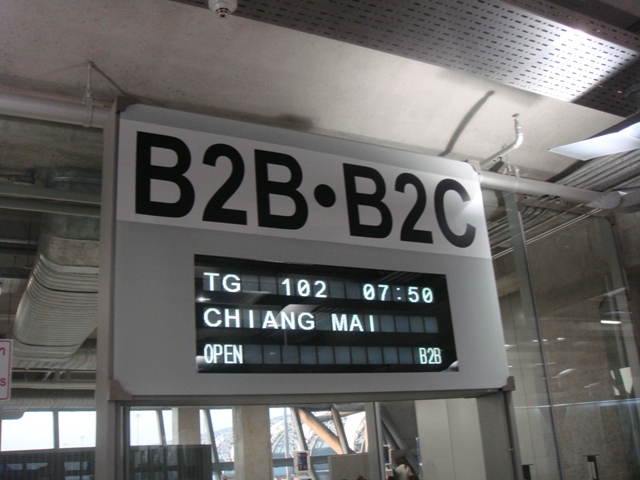 B2B•B2C
TG 102 07:50
CHIANG MAI
OPEN B2B